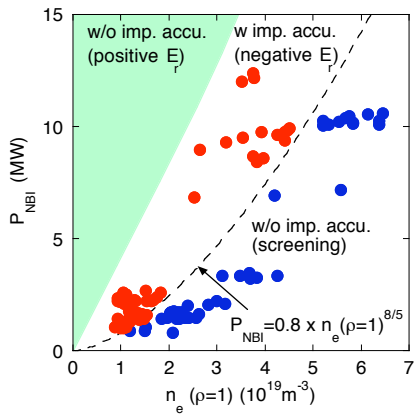 w/o imp. accu.
(positive E_r)
w imp. accu.
(negative E_r)
w/o imp. accu.
(screening)
P_NBI=0.8 x n_e(ρ=1)^8/5
P_NBI (MW)
15
10
5
0
0 1 2 3 4 5 6 7
n_e (ρ=1) (10^19m^-3)